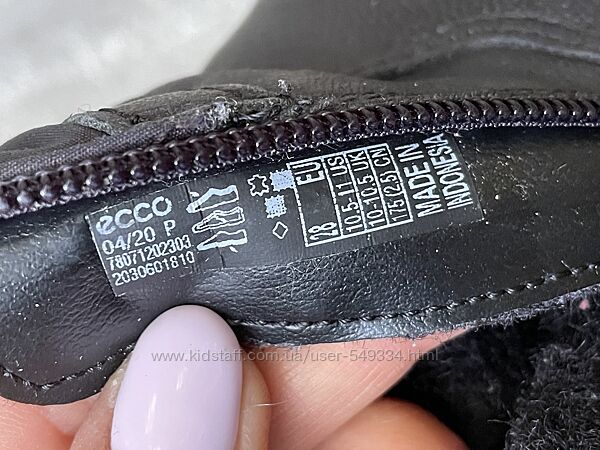 ecco
04/20 P
78071202303
2030601810
EU
28
10.5-11 US
10-10.5 UK
175(2.5) CN
MADE IN
INDONESIA
www.kidstaff.com.ua/user-549334.html